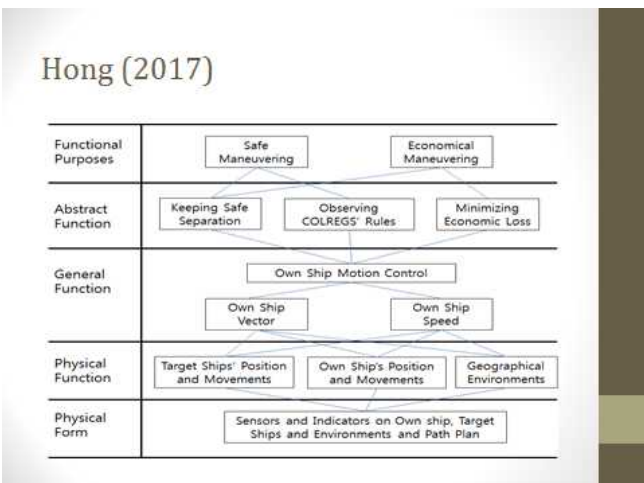 Hong (2017)
Functional
Purposes
Safe
Maneuvering
Economical
Maneuvering
Abstract
Function
Keeping Safe
Separation
Observing
COLREGS' Rules
Minimizing
Economic Loss
General
Function
Own Ship Motion Control
Own Ship
Vector
Own Ship
Speed
Physical
Function
Target Ships' Position
and Movements
Own Ship's Position
and Movements
Geographical
Environments
Physical
Form
Sensors and Indicators on Own ship, Target
Ships and Environments and Path Plan